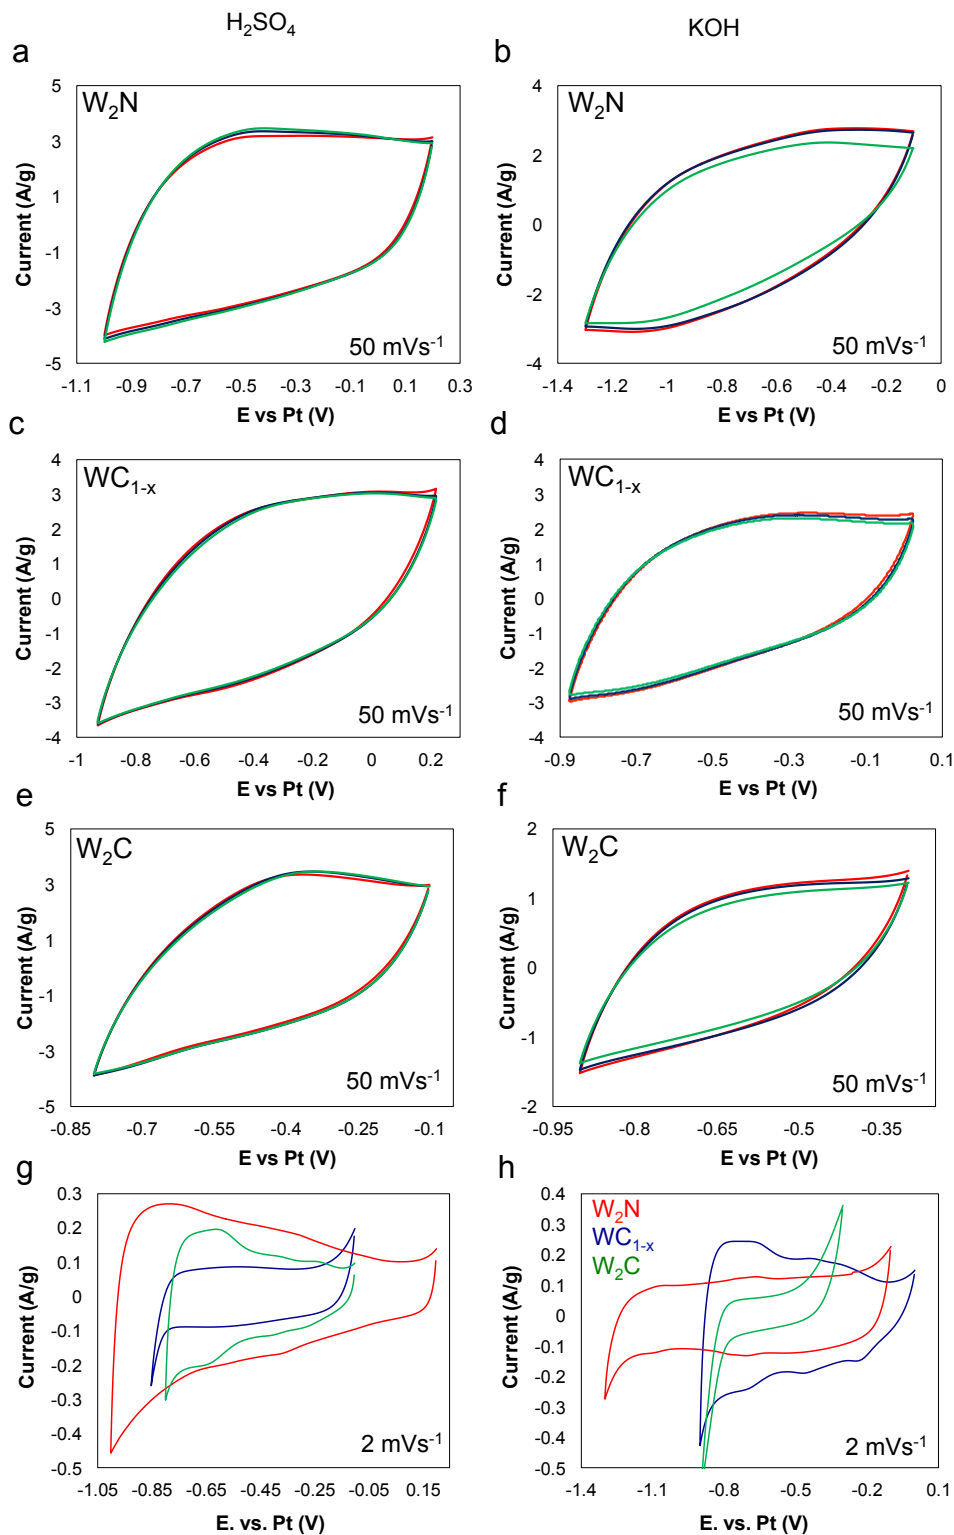 H₂SO₄ KOH
a b
5
3
1
-1
-3
-5
W₂N
50 mVs⁻¹
Current (A/g)
-1.1 -0.9 -0.7 -0.5 -0.3 -0.1 0.1 0.3
E vs Pt (V)
4
2
0
-2
-4
W₂N
50 mVs⁻¹
Current (A/g)
-1.4 -1.2 -1 -0.8 -0.6 -0.4 -0.2 0
E vs Pt (V)
c d
4
3
2
1
0
-1
-2
-3
-4
WC₁₋ₓ
50 mVs⁻¹
Current (A/g)
-1 -0.8 -0.6 -0.4 -0.2 0 0.2
E vs Pt (V)
4
3
2
1
0
-1
-2
-3
-4
WC₁₋ₓ
50 mVs⁻¹
Current (A/g)
-0.9 -0.7 -0.5 -0.3 -0.1 0.1
E vs Pt (V)
e f
5
3
1
-1
-3
-5
W₂C
50 mVs⁻¹
Current (A/g)
-0.85 -0.7 -0.55 -0.4 -0.25 -0.1
E vs Pt (V)
2
1
0
-1
-2
W₂C
50 mVs⁻¹
Current (A/g)
-0.95 -0.8 -0.65 -0.5 -0.35
E vs Pt (V)
g h
0.3
0.2
0.1
0
-0.1
-0.2
-0.3
-0.4
-0.5
2 mVs⁻¹
Current (A/g)
-1.05 -0.85 -0.65 -0.45 -0.25 -0.05 0.15
E. vs. Pt (V)
0.4
0.3
0.2
0.1
0
-0.1
-0.2
-0.3
-0.4
-0.5
W₂N
WC₁₋ₓ
W₂C
2 mVs⁻¹
Current (A/g)
-1.4 -1.1 -0.8 -0.5 -0.2 0.1
E. vs. Pt (V)